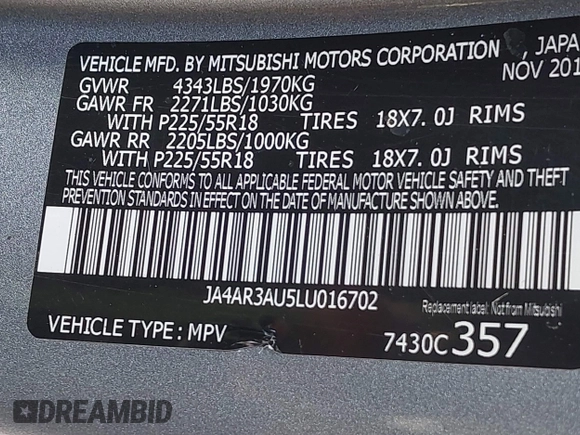 VEHICLE MFD. BY MITSUBISHI MOTORS CORPORATION , JAPA
NOV 201
GVWR 4343LBS/1970KG
GAWR FR 2271LBS/1030KG
WITH P225/55R18 TIRES 18X7.0J RIMS
GAWR RR 2205LBS/1000KG
WITH P225/55R18 TIRES 18X7.0J RIMS
THIS VEHICLE CONFORMS TO ALL APPLICABLE FEDERAL MOTOR VEHICLE SAFETY AND THEFT
PREVENTION STANDARDS IN EFFECT ON THE DATE OF MANUFACTURE SHOWN ABOVE.
JA4AR3AU5LU016702
Replacement label: Not from Mitsubishi
VEHICLE TYPE: MPV 7430C 357
DREAMBID